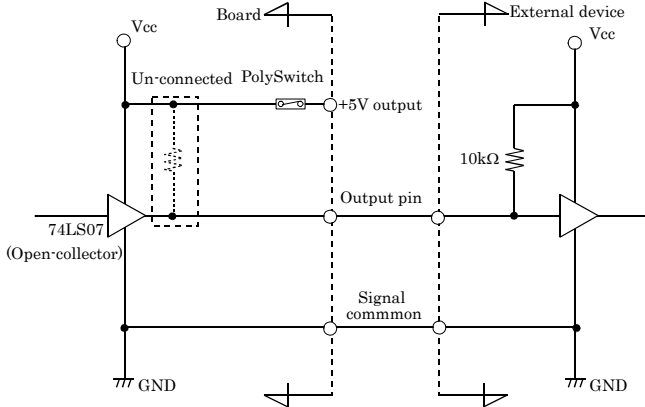 Board
External device
Vcc
Vcc
Un-connected
PolySwitch
+5V output
10kΩ
Output pin
74LS07
(Open-collector)
Signal
commmon
GND
GND